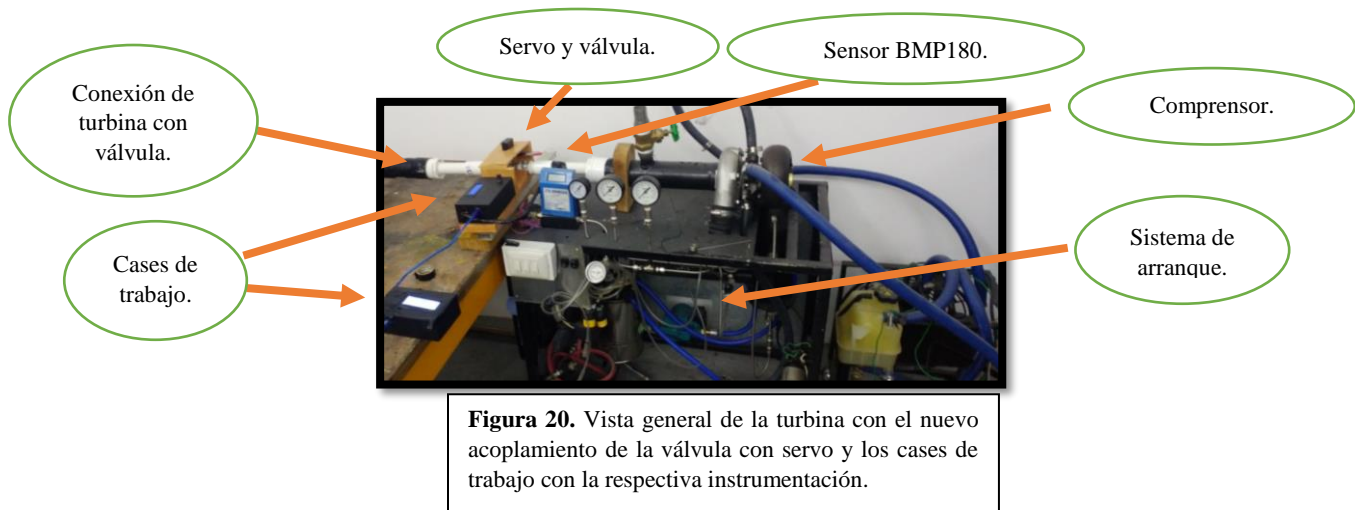 Servo y válvula.
Sensor BMP180.
Conexión de
turbina con
válvula.
Comprensor.
Cases de
trabajo.
Sistema de
arranque.
Figura 20. Vista general de la turbina con el nuevo
acoplamiento de la válvula con servo y los cases de
trabajo con la respectiva instrumentación.